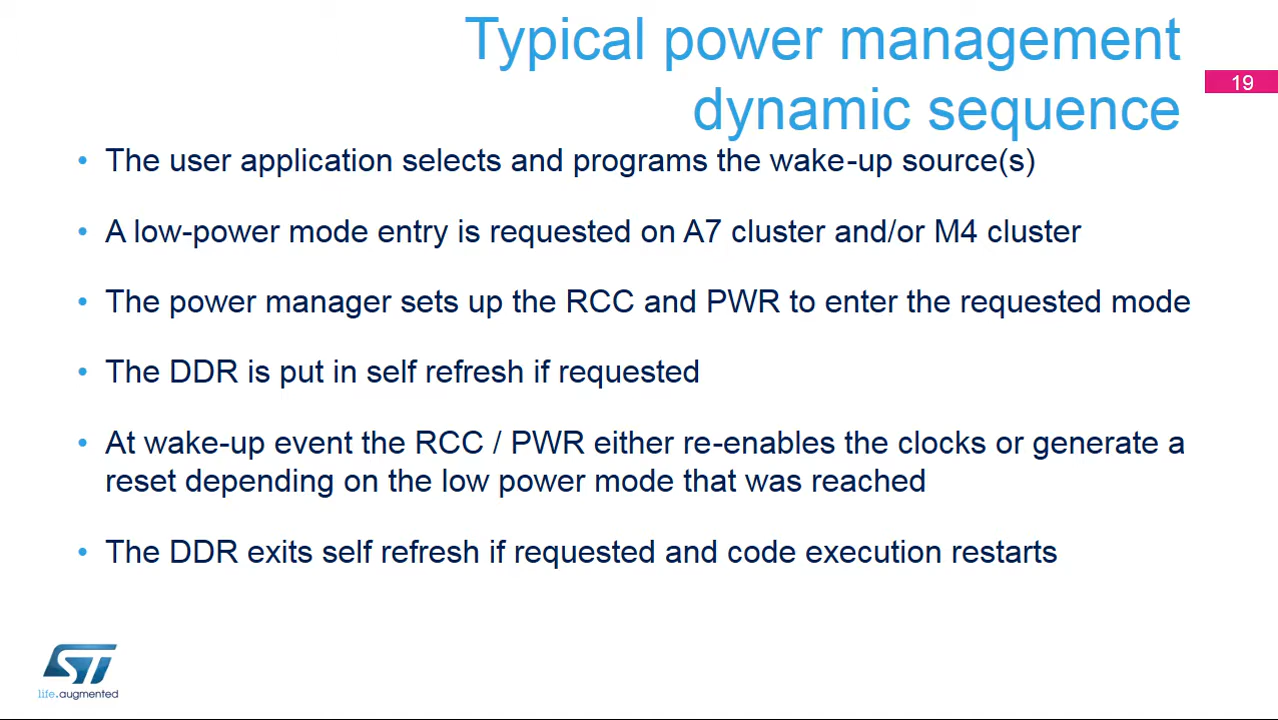 Typical power management
dynamic sequence
19
• The user application selects and programs the wake-up source(s)
• A low-power mode entry is requested on A7 cluster and/or M4 cluster
• The power manager sets up the RCC and PWR to enter the requested mode
• The DDR is put in self refresh if requested
• At wake-up event the RCC / PWR either re-enables the clocks or generate a
reset depending on the low power mode that was reached
• The DDR exits self refresh if requested and code execution restarts
ST
life.augmented